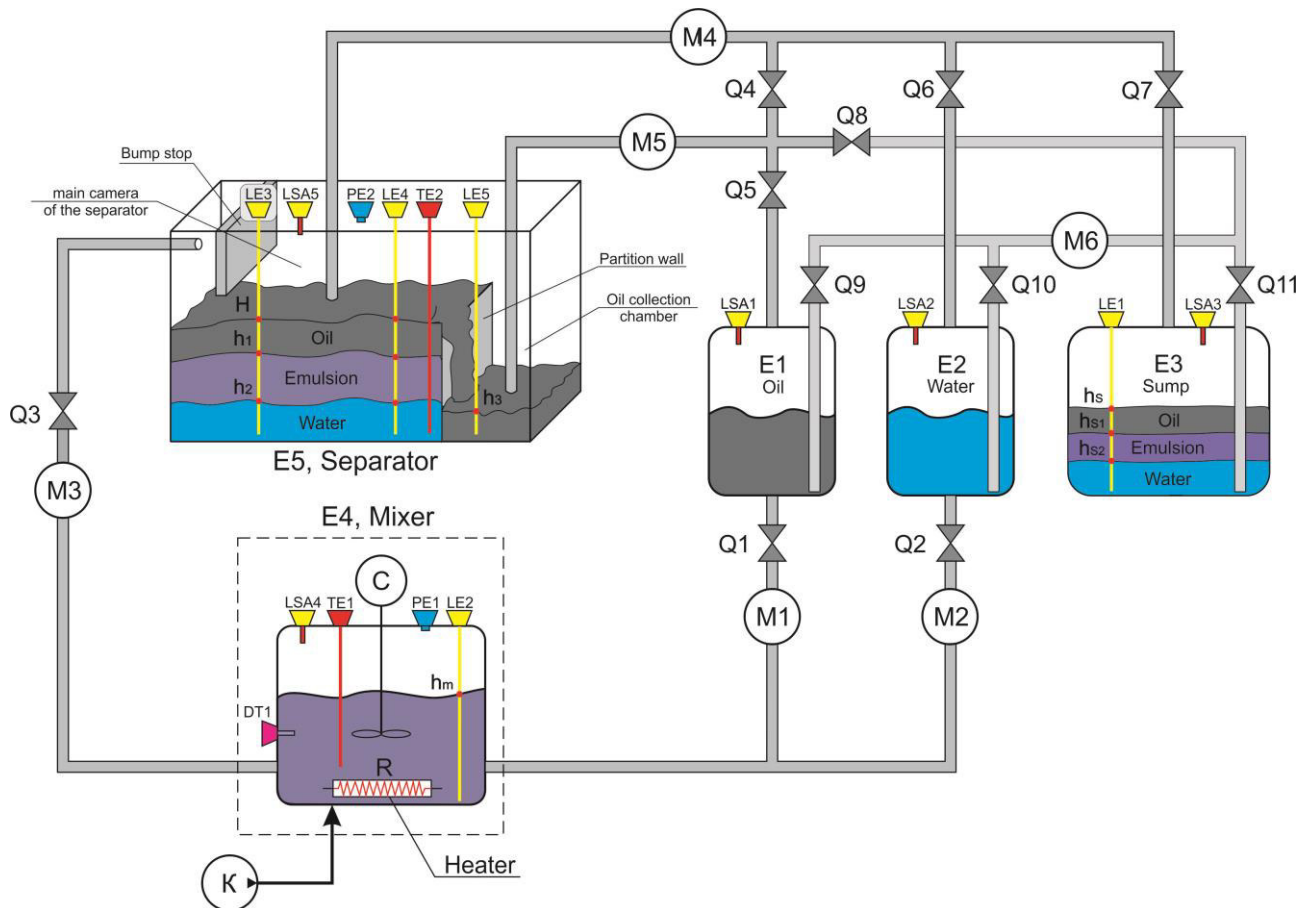 M4
Q4
Q6
Q7
Q8
M5
Bump stop
main camera
of the separator
LE3
LSA5
PE2
LE4
TE2
LE5
Q5
M6
Partition wall
Q9
Q10
Q11
Oil collection
chamber
H
h1
Oil
Emulsion
h2
Water
h3
E5, Separator
LSA1
LSA2
LE1
LSA3
E1
Oil
E2
Water
E3
Sump
hs
hs1
Oil
hs2
Emulsion
Water
Q3
M3
E4, Mixer
Q1
Q2
C
LSA4
TE1
PE1
LE2
M1
M2
hm
DT1
R
Heater
К